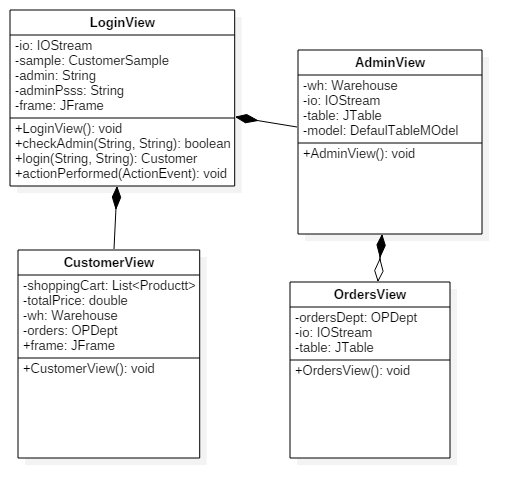 LoginView
-io: IOStream
-sample: CustomerSample
-admin: String
-adminPsss: String
-frame: JFrame
+LoginView(): void
+checkAdmin(String, String): boolean
+login(String, String): Customer
+actionPerformed(ActionEvent): void
AdminView
-wh: Warehouse
-io: IOStream
-table: JTable
-model: DefaulTableMOdel
+AdminView(): void
CustomerView
-shoppingCart: List<Productt>
-totalPrice: double
-wh: Warehouse
-orders: OPDept
+frame: JFrame
+CustomerView(): void
OrdersView
-ordersDept: OPDept
-io: IOStream
-table: JTable
+OrdersView(): void